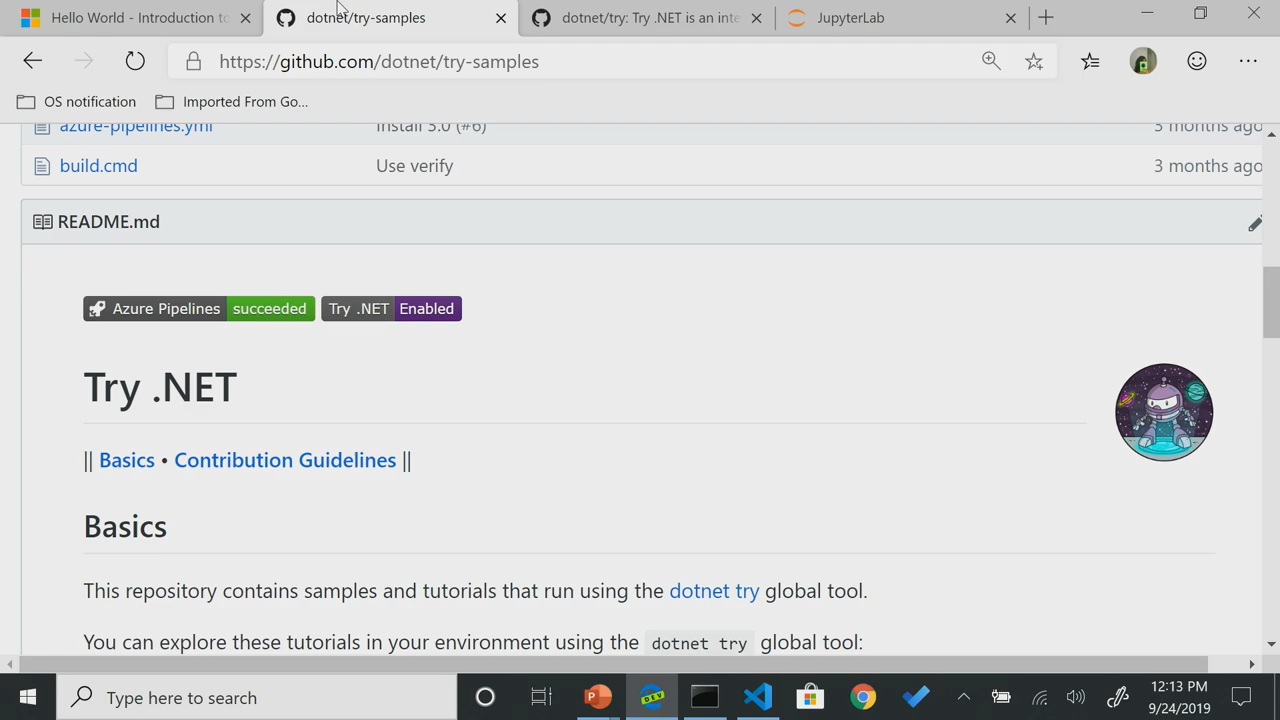 Hello World - Introduction to
dotnet/try-samples
dotnet/try: Try .NET is an inte
JupyterLab
https://github.com/dotnet/try-samples
OS notification
Imported From Go...
azure-pipelines.yml
Install 3.0 (#6)
3 months ago
build.cmd
Use verify
3 months ago
README.md
Azure Pipelines succeeded
Try .NET Enabled
Try .NET
|| Basics • Contribution Guidelines ||
Basics
This repository contains samples and tutorials that run using the dotnet try global tool.
You can explore these tutorials in your environment using the dotnet try global tool:
Type here to search
DEV
12:13 PM
9/24/2019